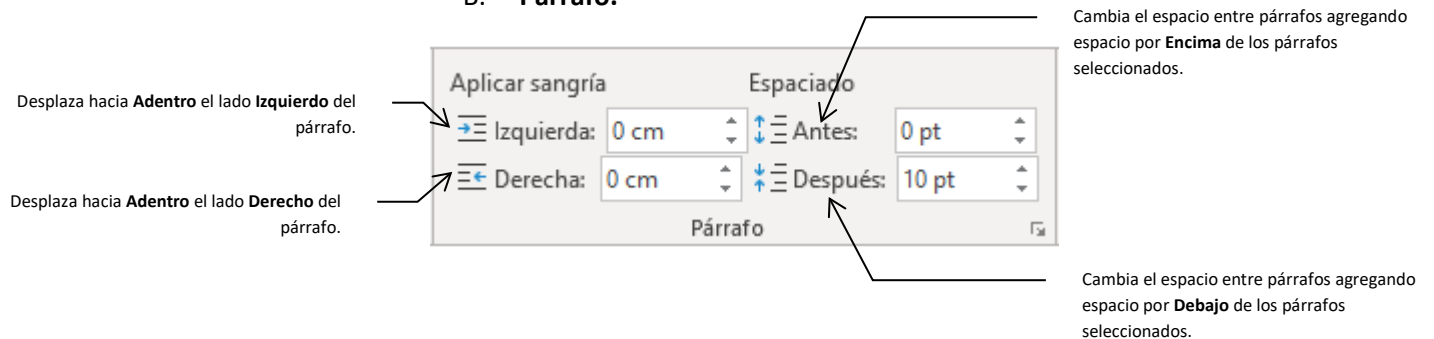 B. Párrafo:
Cambia el espacio entre párrafos agregando
espacio por Encima de los párrafos
seleccionados.
Desplaza hacia Adentro el lado Izquierdo del
párrafo.
Desplaza hacia Adentro el lado Derecho del
párrafo.
Aplicar sangría Espaciado
Izquierda: 0 cm Antes: 0 pt
Derecha: 0 cm Después: 10 pt
Párrafo
Cambia el espacio entre párrafos agregando
espacio por Debajo de los párrafos
seleccionados.